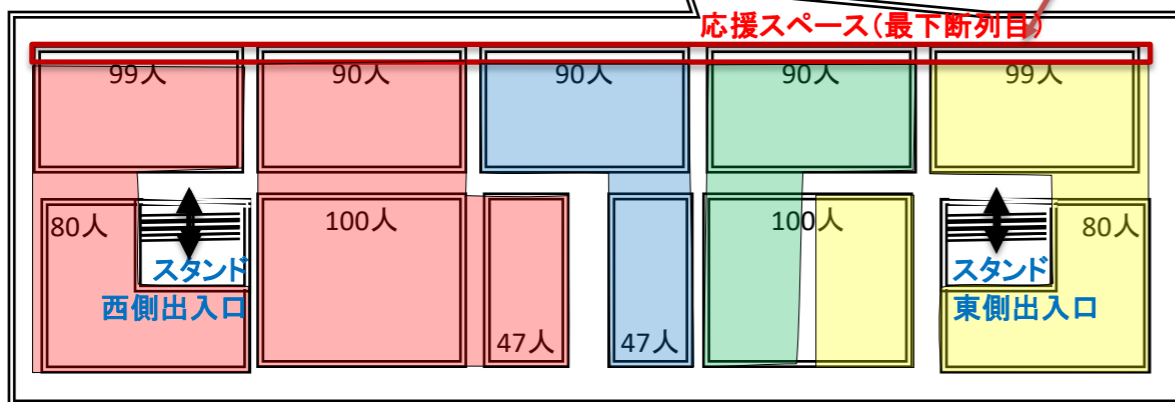 応援スペース(最下断列目)
99人
90人
90人
90人
99人
80人
100人
100人
80人
スタンド
西側出入口
スタンド
東側出入口
47人
47人